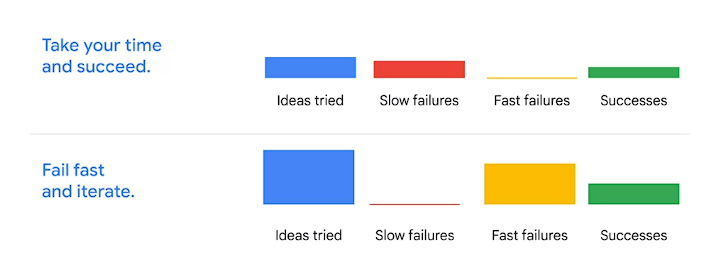 Take your time
and succeed.
Ideas tried
Slow failures
Fast failures
Successes
Fail fast
and iterate.
Ideas tried
Slow failures
Fast failures
Successes